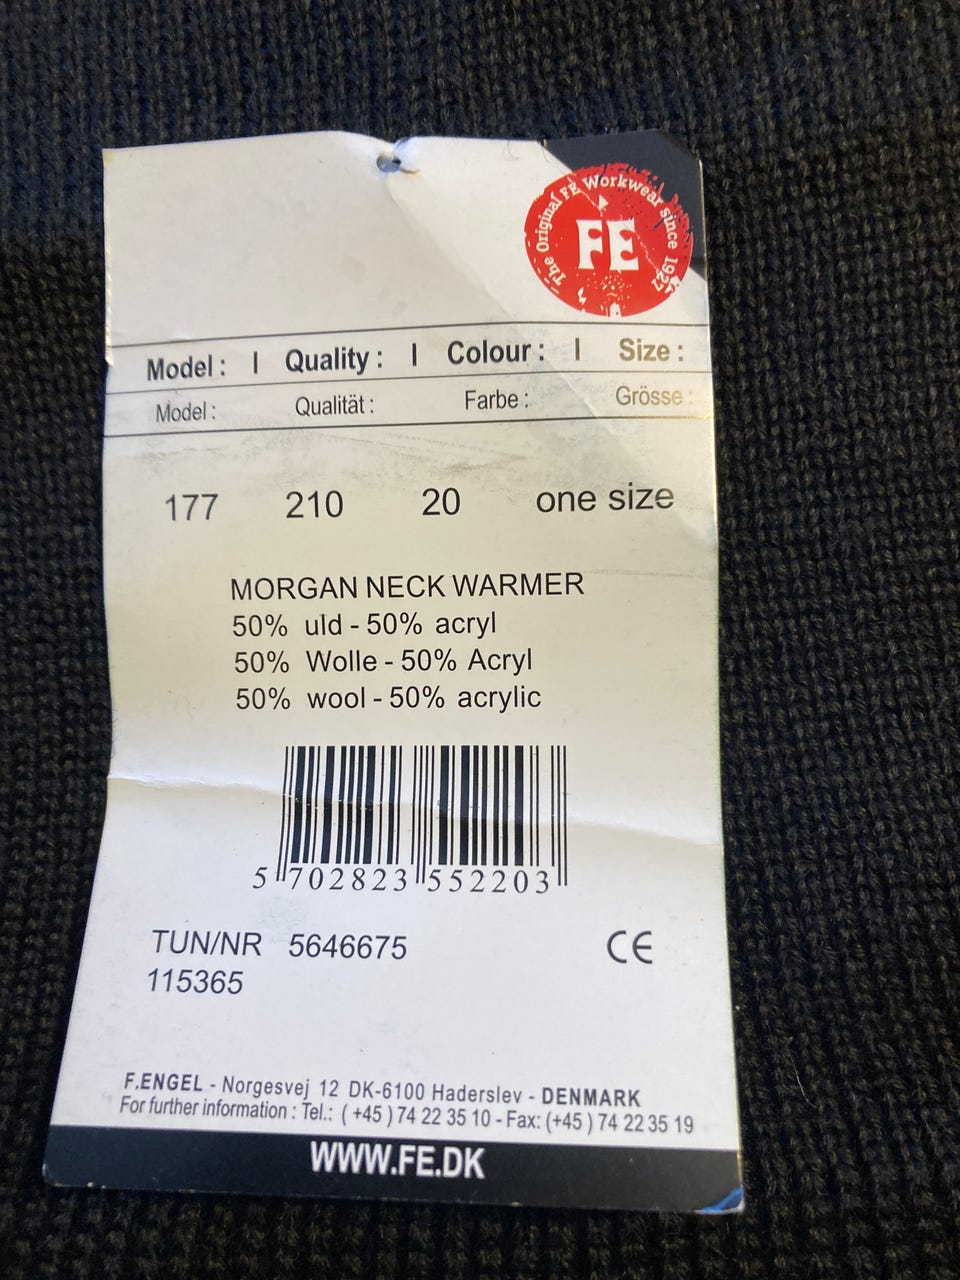 The Original FE Workwear since 1927
FE
Model : | Quality : | Colour : | Size :
Model : Qualität : Farbe : Grösse :
177 210 20 one size
MORGAN NECK WARMER
50% uld - 50% acryl
50% Wolle - 50% Acryl
50% wool - 50% acrylic
5 702823 552203
TUN/NR 5646675
115365
CE
F.ENGEL - Norgesvej 12 DK-6100 Haderslev - DENMARK
For further information : Tel.: ( +45 ) 74 22 35 10 - Fax: (+45 ) 74 22 35 19
WWW.FE.DK